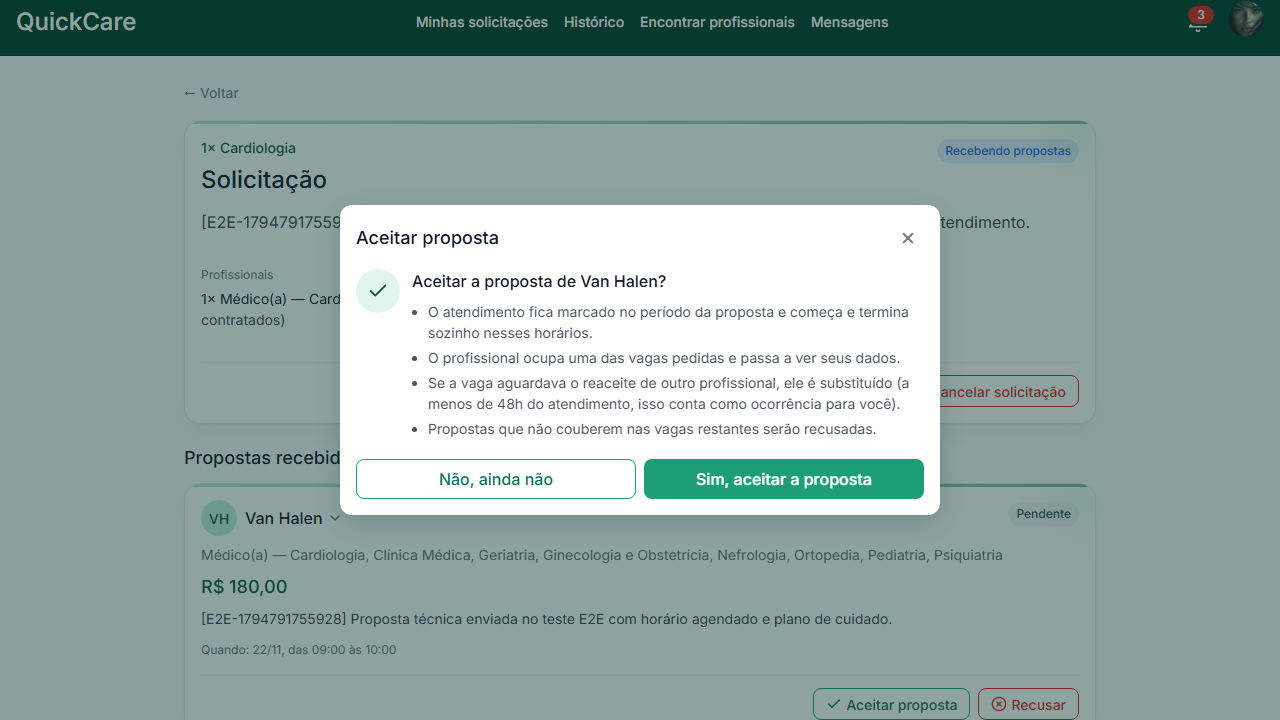 QuickCare
Minhas solicitações Histórico Encontrar profissionais Mensagens
3
← Voltar
1× Cardiologia
Recebendo propostas
Solicitação
[E2E-17947917559
tendimento.
Profissionais
1× Médico(a) — Card
contratados)
ancelar solicitação
Aceitar proposta
Aceitar a proposta de Van Halen?
• O atendimento fica marcado no período da proposta e começa e termina
sozinho nesses horários.
• O profissional ocupa uma das vagas pedidas e passa a ver seus dados.
• Se a vaga aguardava o reaceite de outro profissional, ele é substituído (a
menos de 48h do atendimento, isso conta como ocorrência para você).
• Propostas que não couberem nas vagas restantes serão recusadas.
Não, ainda não
Sim, aceitar a proposta
Propostas recebid
VH
Van Halen
Pendente
Médico(a) — Cardiologia, Clínica Médica, Geriatria, Ginecologia e Obstetrícia, Nefrologia, Ortopedia, Pediatria, Psiquiatria
R$ 180,00
[E2E-1794791755928] Proposta técnica enviada no teste E2E com horário agendado e plano de cuidado.
Quando: 22/11, das 09:00 às 10:00
Aceitar proposta
Recusar